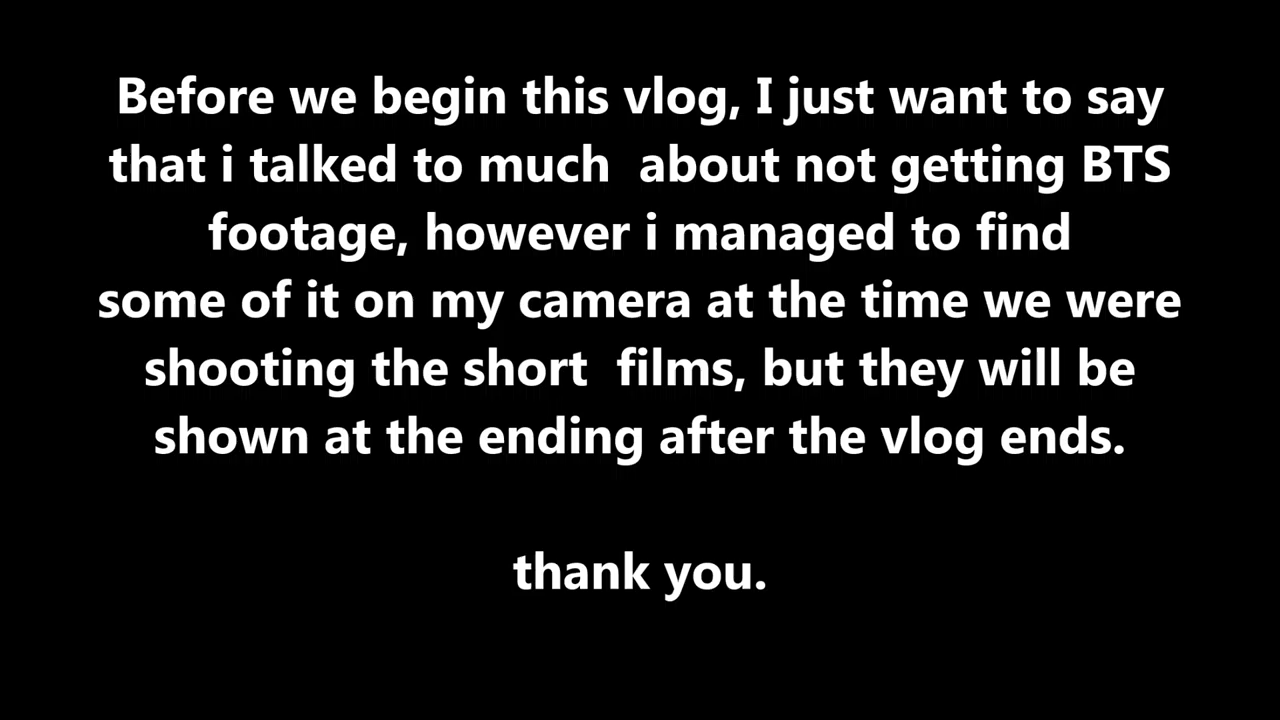 Before we begin this vlog, I just want to say
that i talked to much  about not getting BTS
footage, however i managed to find
some of it on my camera at the time we were
shooting the short  films, but they will be
shown at the ending after the vlog ends.
thank you.